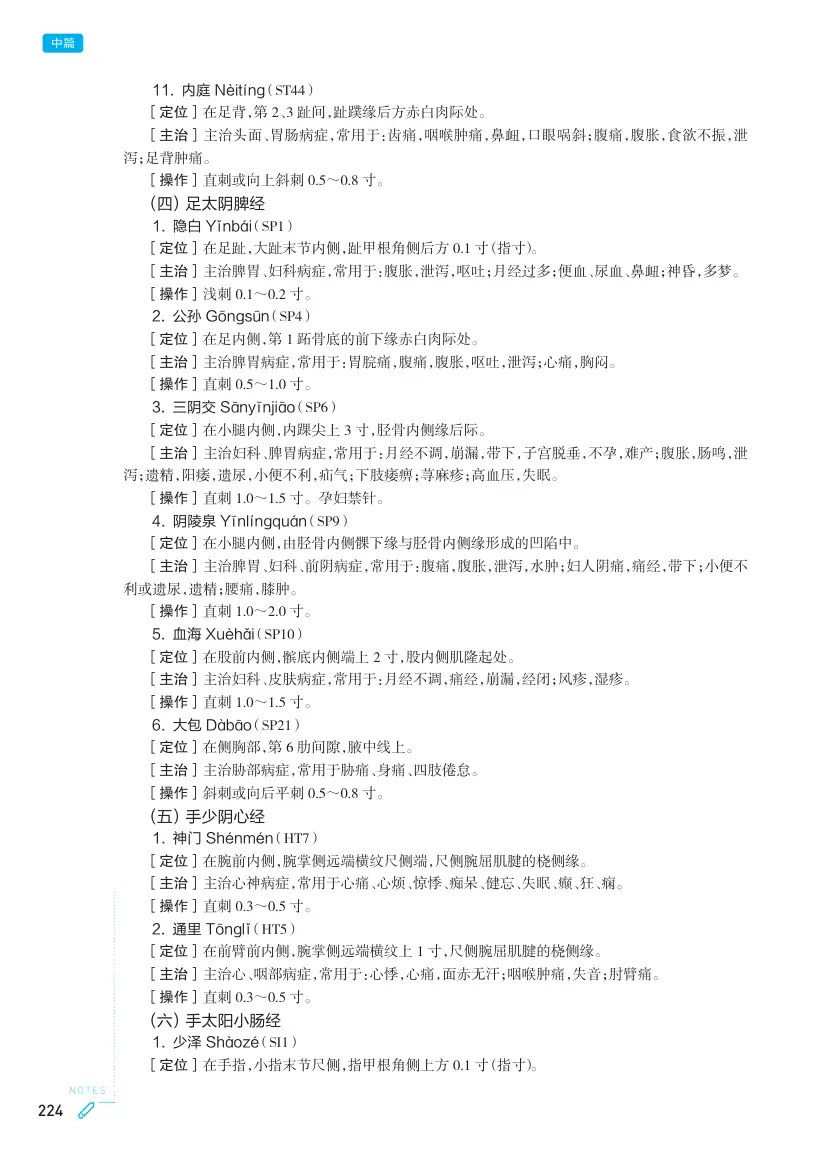 中篇
11. 内庭 Nèitíng（ST44）
［定位］在足背，第 2、3 趾间，趾蹼缘后方赤白肉际处。
［主治］主治头面、胃肠病症，常用于：齿痛，咽喉肿痛，鼻衄，口眼㖞斜；腹痛，腹胀，食欲不振，泄
泻；足背肿痛。
［操作］直刺或向上斜刺 0.5～0.8 寸。
（四）足太阴脾经
1. 隐白 Yǐnbái（SP1）
［定位］在足趾，大趾末节内侧，趾甲根角侧后方 0.1 寸（指寸）。
［主治］主治脾胃、妇科病症，常用于：腹胀，泄泻，呕吐；月经过多；便血、尿血、鼻衄；神昏，多梦。
［操作］浅刺 0.1～0.2 寸。
2. 公孙 Gōngsūn（SP4）
［定位］在足内侧，第 1 跖骨底的前下缘赤白肉际处。
［主治］主治脾胃病症，常用于：胃脘痛，腹痛，腹胀，呕吐，泄泻；心痛，胸闷。
［操作］直刺 0.5～1.0 寸。
3. 三阴交 Sānyīnjiāo（SP6）
［定位］在小腿内侧，内踝尖上 3 寸，胫骨内侧缘后际。
［主治］主治妇科、脾胃病症，常用于：月经不调，崩漏，带下，子宫脱垂，不孕，难产；腹胀，肠鸣，泄
泻；遗精，阳痿，遗尿，小便不利，疝气；下肢痿痹；荨麻疹；高血压，失眠。
［操作］直刺 1.0～1.5 寸。孕妇禁针。
4. 阴陵泉 Yīnlíngquán（SP9）
［定位］在小腿内侧，由胫骨内侧髁下缘与胫骨内侧缘形成的凹陷中。
［主治］主治脾胃、妇科、前阴病症，常用于：腹痛，腹胀，泄泻，水肿；妇人阴痛，痛经，带下；小便不
利或遗尿，遗精；腰痛，膝肿。
［操作］直刺 1.0～2.0 寸。
5. 血海 Xuèhǎi（SP10）
［定位］在股前内侧，髌底内侧端上 2 寸，股内侧肌隆起处。
［主治］主治妇科、皮肤病症，常用于：月经不调，痛经，崩漏，经闭；风疹，湿疹。
［操作］直刺 1.0～1.5 寸。
6. 大包 Dàbāo（SP21）
［定位］在侧胸部，第 6 肋间隙，腋中线上。
［主治］主治胁部病症，常用于胁痛、身痛、四肢倦怠。
［操作］斜刺或向后平刺 0.5～0.8 寸。
（五）手少阴心经
1. 神门 Shénmén（HT7）
［定位］在腕前内侧，腕掌侧远端横纹尺侧端，尺侧腕屈肌腱的桡侧缘。
［主治］主治心神病症，常用于心痛、心烦、惊悸、痴呆、健忘、失眠、癫、狂、痫。
［操作］直刺 0.3～0.5 寸。
2. 通里 Tōnglǐ（HT5）
［定位］在前臂前内侧，腕掌侧远端横纹上 1 寸，尺侧腕屈肌腱的桡侧缘。
［主治］主治心、咽部病症，常用于：心悸，心痛，面赤无汗；咽喉肿痛，失音；肘臂痛。
［操作］直刺 0.3～0.5 寸。
（六）手太阳小肠经
1. 少泽 Shàozé（SI1）
［定位］在手指，小指末节尺侧，指甲根角侧上方 0.1 寸（指寸）。
NOTES
224